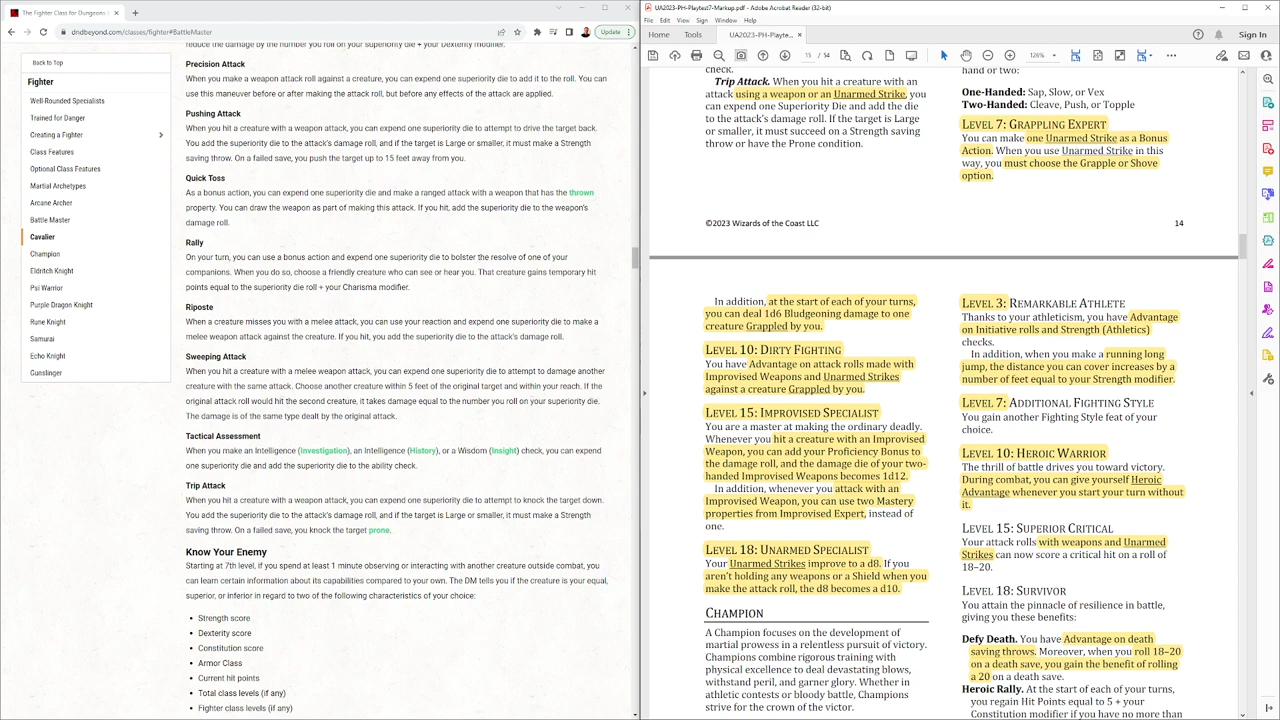 The Fighter Class for Dungeons
dndbeyond.com/classes/fighter#BattleMaster
Update
Back to Top
Fighter
Well-Rounded Specialists
Trained for Danger
Creating a Fighter
Class Features
Optional Class Features
Martial Archetypes
Arcane Archer
Battle Master
Cavalier
Champion
Eldritch Knight
Psi Warrior
Purple Dragon Knight
Rune Knight
Samurai
Echo Knight
Gunslinger
reduce the damage by the number you roll on your superiority die + your Dexterity modifier.
Precision Attack
When you make a weapon attack roll against a creature, you can expend one superiority die to add it to the roll. You can
use this maneuver before or after making the attack roll, but before any effects of the attack are applied.
Pushing Attack
When you hit a creature with a weapon attack, you can expend one superiority die to attempt to drive the target back.
You add the superiority die to the attack's damage roll, and if the target is Large or smaller, it must make a Strength
saving throw. On a failed save, you push the target up to 15 feet away from you.
Quick Toss
As a bonus action, you can expend one superiority die and make a ranged attack with a weapon that has the thrown
property. You can draw the weapon as part of making this attack. If you hit, add the superiority die to the weapon's
damage roll.
Rally
On your turn, you can use a bonus action and expend one superiority die to bolster the resolve of one of your
companions. When you do so, choose a friendly creature who can see or hear you. That creature gains temporary hit
points equal to the superiority die roll + your Charisma modifier.
Riposte
When a creature misses you with a melee attack, you can use your reaction and expend one superiority die to make a
melee weapon attack against the creature. If you hit, you add the superiority die to the attack's damage roll.
Sweeping Attack
When you hit a creature with a melee weapon attack, you can expend one superiority die to attempt to damage another
creature with the same attack. Choose another creature within 5 feet of the original target and within your reach. If the
original attack roll would hit the second creature, it takes damage equal to the number you roll on your superiority die.
The damage is of the same type dealt by the original attack.
Tactical Assessment
When you make an Intelligence (Investigation), an Intelligence (History), or a Wisdom (Insight) check, you can expend
one superiority die and add the superiority die to the ability check.
Trip Attack
When you hit a creature with a weapon attack, you can expend one superiority die to attempt to knock the target down.
You add the superiority die to the attack's damage roll, and if the target is Large or smaller, it must make a Strength
saving throw. On a failed save, you knock the target prone.
Know Your Enemy
Starting at 7th level, if you spend at least 1 minute observing or interacting with another creature outside combat, you
can learn certain information about its capabilities compared to your own. The DM tells you if the creature is your equal,
superior, or inferior in regard to two of the following characteristics of your choice:
• Strength score
• Dexterity score
• Constitution score
• Armor Class
• Current hit points
• Total class levels (if any)
• Fighter class levels (if any)
UA2023-PH-Playtest7-Markup.pdf - Adobe Acrobat Reader (32-bit)
File Edit View Sign Window Help
Home Tools UA2023-PH-Playte...
Sign In
15 / 54
126%
check.
Trip Attack. When you hit a creature with an
attack using a weapon or an Unarmed Strike, you
can expend one Superiority Die and add the die
to the attack's damage roll. If the target is Large
or smaller, it must succeed on a Strength saving
throw or have the Prone condition.
hand or two:
One-Handed: Sap, Slow, or Vex
Two-Handed: Cleave, Push, or Topple
LEVEL 7: GRAPPLING EXPERT
You can make one Unarmed Strike as a Bonus
Action. When you use Unarmed Strike in this
way, you must choose the Grapple or Shove
option.
©2023 Wizards of the Coast LLC
14
In addition, at the start of each of your turns,
you can deal 1d6 Bludgeoning damage to one
creature Grappled by you.
LEVEL 10: DIRTY FIGHTING
You have Advantage on attack rolls made with
Improvised Weapons and Unarmed Strikes
against a creature Grappled by you.
LEVEL 15: IMPROVISED SPECIALIST
You are a master at making the ordinary deadly.
Whenever you hit a creature with an Improvised
Weapon, you can add your Proficiency Bonus to
the damage roll, and the damage die of your two-
handed Improvised Weapons becomes 1d12.
In addition, whenever you attack with an
Improvised Weapon, you can use two Mastery
properties from Improvised Expert, instead of
one.
LEVEL 18: UNARMED SPECIALIST
Your Unarmed Strikes improve to a d8. If you
aren't holding any weapons or a Shield when you
make the attack roll, the d8 becomes a d10.
CHAMPION
A Champion focuses on the development of
martial prowess in a relentless pursuit of victory.
Champions combine rigorous training with
physical excellence to deal devastating blows,
withstand peril, and garner glory. Whether in
athletic contests or bloody battle, Champions
strive for the crown of the victor.
LEVEL 3: REMARKABLE ATHLETE
Thanks to your athleticism, you have Advantage
on Initiative rolls and Strength (Athletics)
checks.
In addition, when you make a running long
jump, the distance you can cover increases by a
number of feet equal to your Strength modifier.
LEVEL 7: ADDITIONAL FIGHTING STYLE
You gain another Fighting Style feat of your
choice.
LEVEL 10: HEROIC WARRIOR
The thrill of battle drives you toward victory.
During combat, you can give yourself Heroic
Advantage whenever you start your turn without
it.
LEVEL 15: SUPERIOR CRITICAL
Your attack rolls with weapons and Unarmed
Strikes can now score a critical hit on a roll of
18–20.
LEVEL 18: SURVIVOR
You attain the pinnacle of resilience in battle,
giving you these benefits:
Defy Death. You have Advantage on death
saving throws. Moreover, when you roll 18–20
on a death save, you gain the benefit of rolling
a 20 on a death save.
Heroic Rally. At the start of each of your turns,
you regain Hit Points equal to 5 + your
Constitution modifier if you have no more than